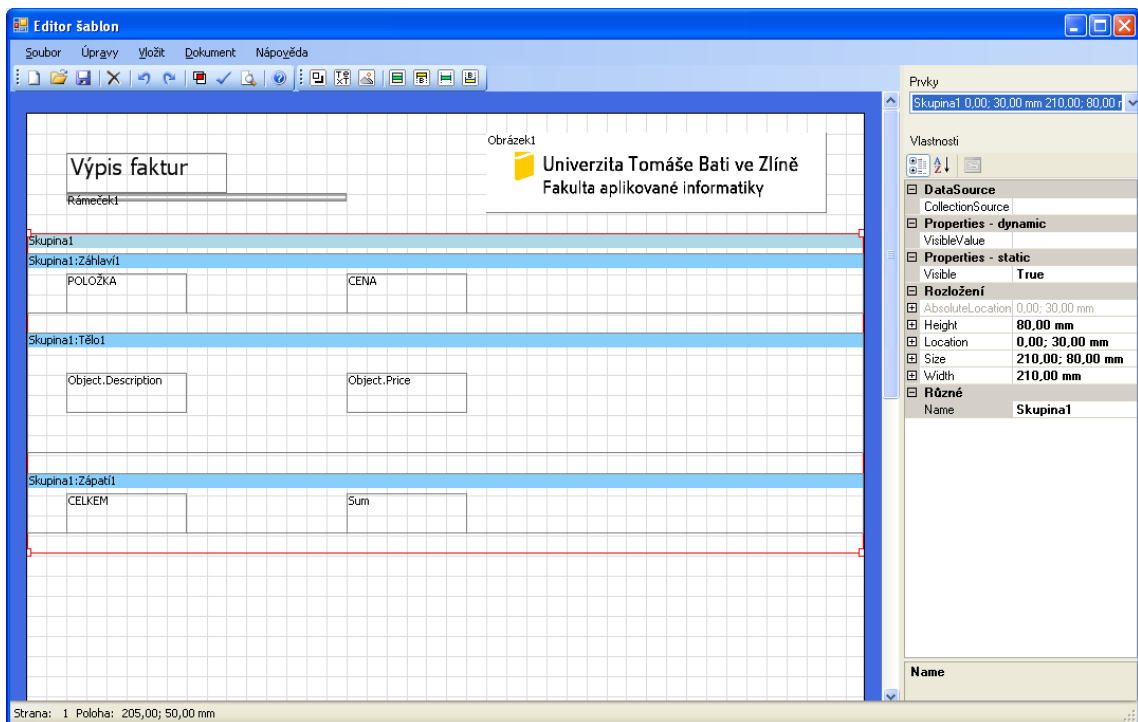 Editor šablon
Soubor Úpravy Vložit Dokument Nápověda
Prvky
Skupina1 0,00; 30,00 mm 210,00; 80,00
Vlastnosti
DataSource
CollectionSource
Properties - dynamic
VisibleValue
Properties - static
Visible True
Rozložení
AbsoluteLocation 0,00; 30,00 mm
Height 80,00 mm
Location 0,00; 30,00 mm
Size 210,00; 80,00 mm
Width 210,00 mm
Různé
Name Skupina1
Name
Obrázek1
Univerzita Tomáše Bati ve Zlíně
Fakulta aplikované informatiky
Výpis faktur
Rámeček1
Skupina1
Skupina1:Záhlaví1
POLOŽKA CENA
Skupina1:Tělo1
Object.Description Object.Price
Skupina1:Zápatí1
CELKEM Sum
Strana: 1 Poloha: 205,00; 50,00 mm